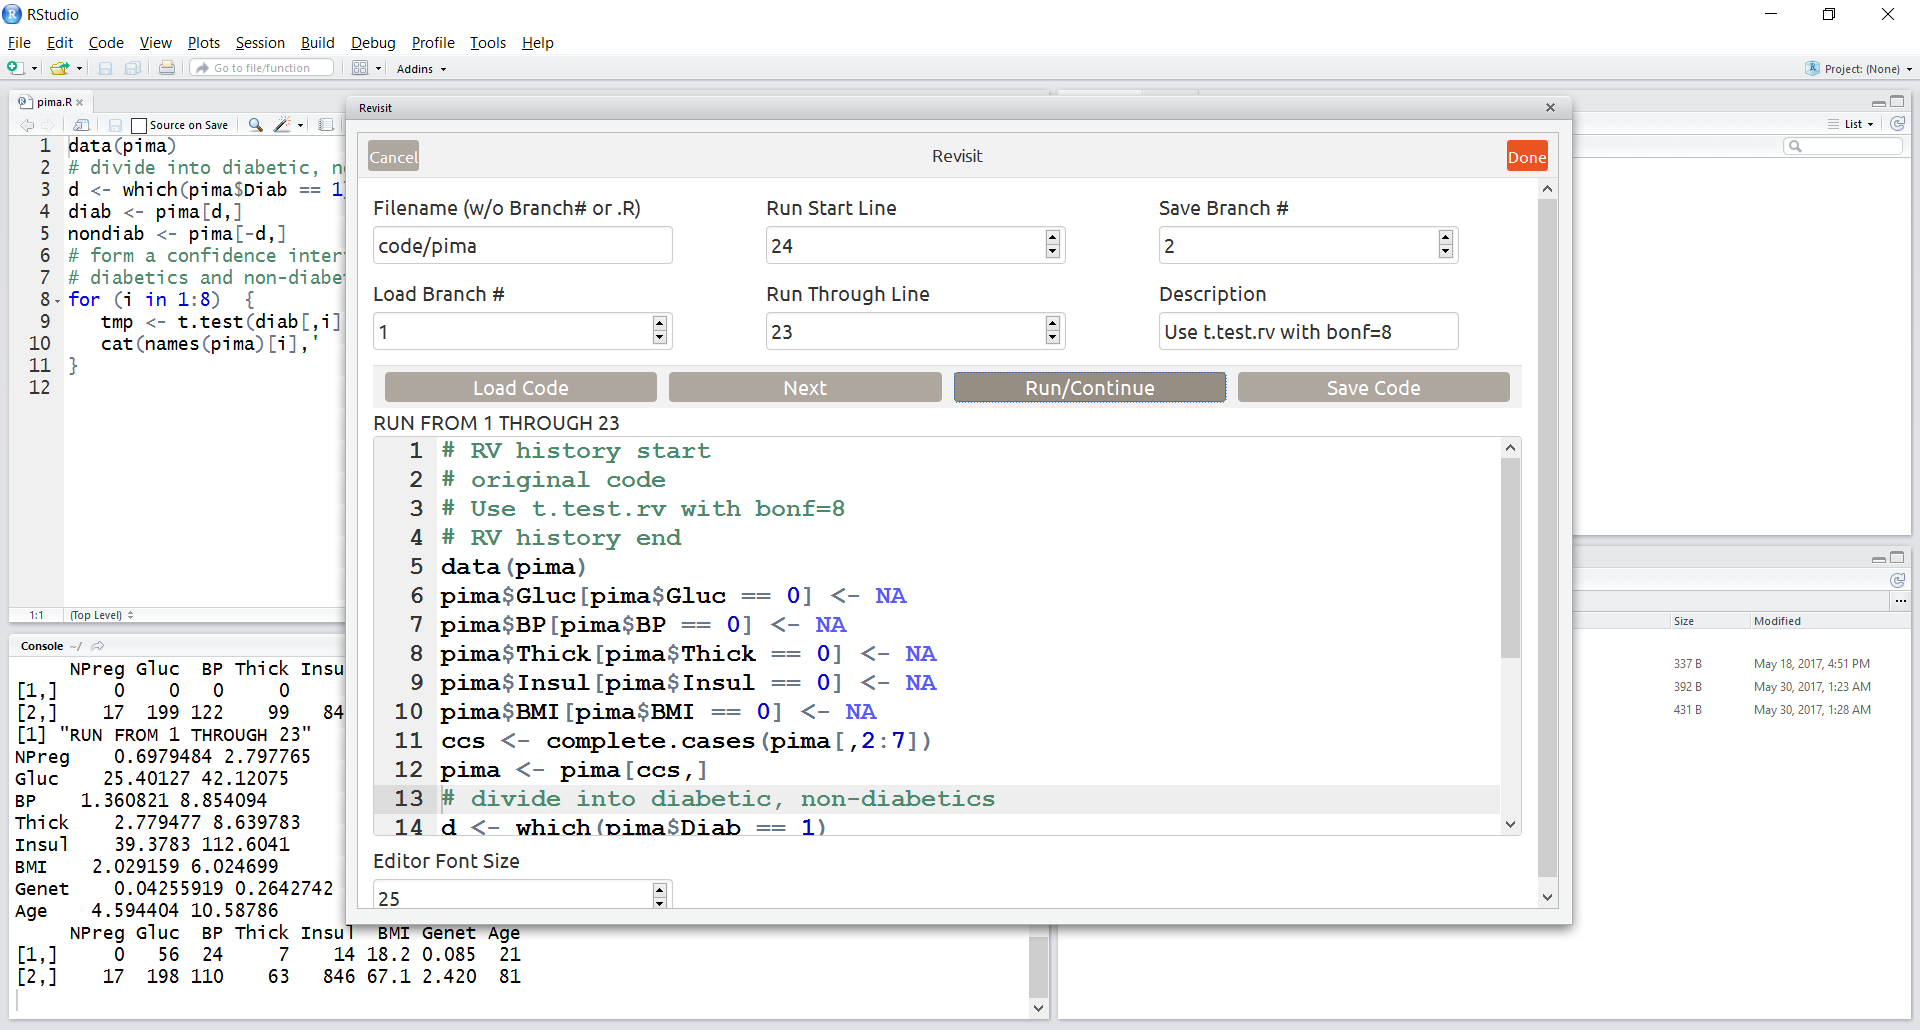 RStudio
File Edit Code View Plots Session Build Debug Profile Tools Help
Go to file/function Addins Project: (None)
pima.R
Source on Save
1 data(pima)
2 # divide into diabetic, n
3 d <- which(pima$Diab == 1
4 diab <- pima[d,]
5 nondiab <- pima[-d,]
6 # form a confidence inter
7 # diabetics and non-diabe
8 for (i in 1:8) {
9 tmp <- t.test(diab[,i]
10 cat(names(pima)[i],'
11 }
12
1:1 (Top Level)
Console ~/
NPreg Gluc BP Thick Insu
[1,] 0 0 0 0
[2,] 17 199 122 99 84
[1] "RUN FROM 1 THROUGH 23"
NPreg 0.6979484 2.797765
Gluc 25.40127 42.12075
BP 1.360821 8.854094
Thick 2.779477 8.639783
Insul 39.3783 112.6041
BMI 2.029159 6.024699
Genet 0.04255919 0.2642742
Age 4.594404 10.58786
NPreg Gluc BP Thick Insul BMI Genet Age
[1,] 0 56 24 7 14 18.2 0.085 21
[2,] 17 198 110 63 846 67.1 2.420 81
Revisit
Cancel Revisit Done
Filename (w/o Branch# or .R) Run Start Line Save Branch #
code/pima 24 2
Load Branch # Run Through Line Description
1 23 Use t.test.rv with bonf=8
Load Code Next Run/Continue Save Code
RUN FROM 1 THROUGH 23
1 # RV history start
2 # original code
3 # Use t.test.rv with bonf=8
4 # RV history end
5 data(pima)
6 pima$Gluc[pima$Gluc == 0] <- NA
7 pima$BP[pima$BP == 0] <- NA
8 pima$Thick[pima$Thick == 0] <- NA
9 pima$Insul[pima$Insul == 0] <- NA
10 pima$BMI[pima$BMI == 0] <- NA
11 ccs <- complete.cases(pima[,2:7])
12 pima <- pima[ccs,]
13 # divide into diabetic, non-diabetics
14 d <- which(pima$Diab == 1)
Editor Font Size
25
List
Size Modified
337 B May 18, 2017, 4:51 PM
392 B May 30, 2017, 1:23 AM
431 B May 30, 2017, 1:28 AM